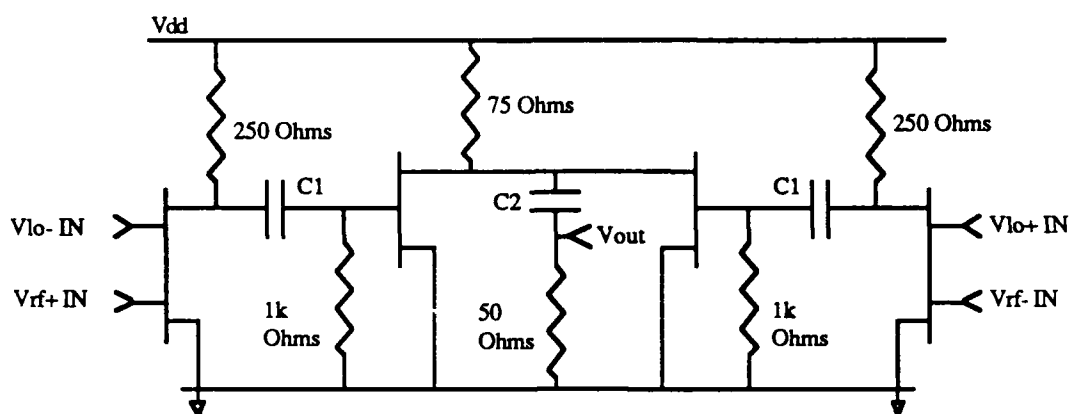 Vdd
75 Ohms
250 Ohms
250 Ohms
C1
C2
C1
Vlo- IN
Vout
Vlo+ IN
Vrf+ IN
Vrf- IN
1k
Ohms
50
Ohms
1k
Ohms